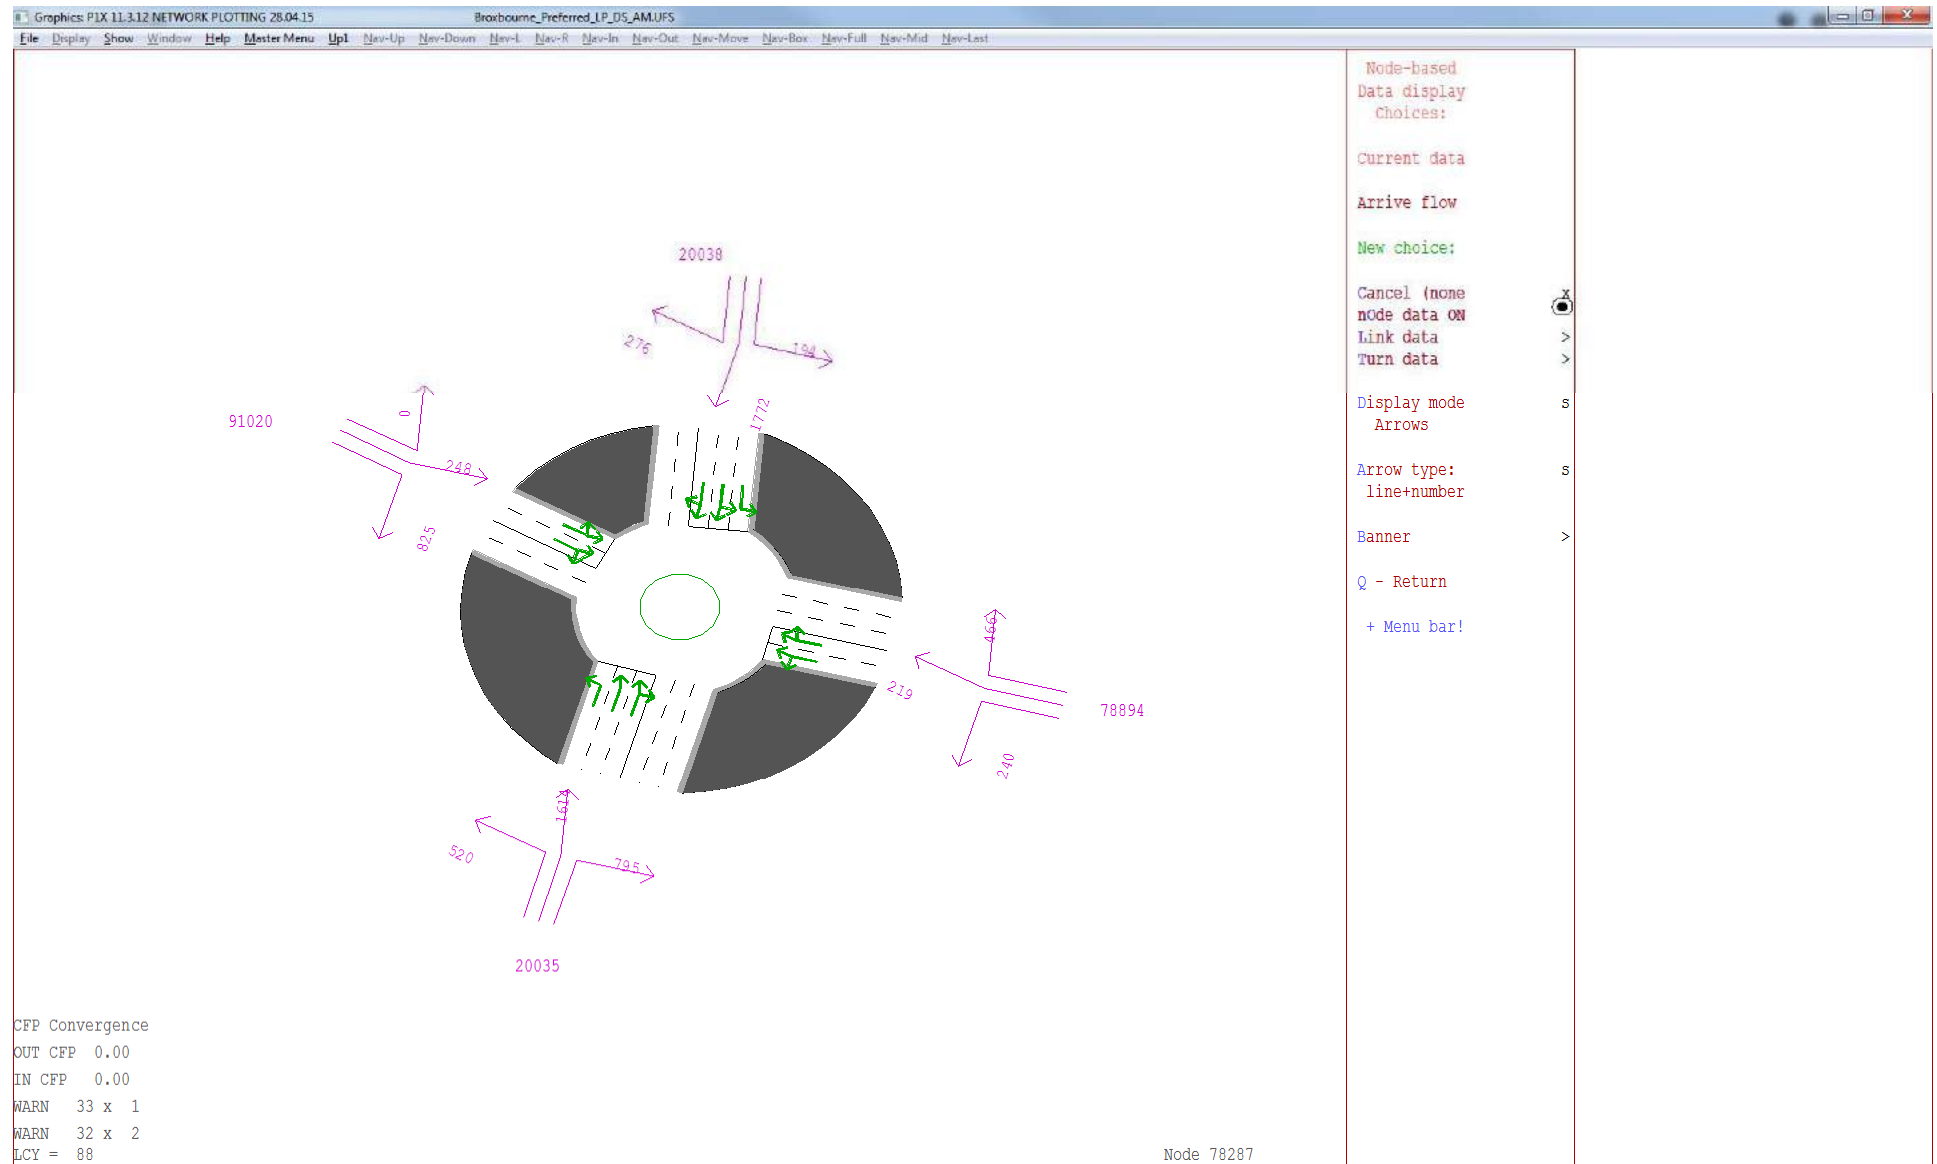 Graphics: P1X 11.3.12 NETWORK PLOTTING 28.04.15 Broxbourne_Preferred_LP_DS_AM.UFS
File Display Show Window Help Master Menu Up1 Nav-Up Nav-Down Nav-L Nav-R Nav-In Nav-Out Nav-Move Nav-Box Nav-Full Nav-Mid Nav-Last
Node-based
Data display
Choices:
Current data
Arrive flow
New choice:
Cancel (none x
nOde data ON
Link data >
Turn data >
Display mode s
Arrows
Arrow type: s
line+number
Banner >
Q - Return
+ Menu bar!
20038
276
194
1772
91020
0
248
825
466
219
78894
240
1614
520
795
20035
CFP Convergence
OUT CFP 0.00
IN CFP 0.00
WARN 33 x 1
WARN 32 x 2
LCY = 88
Node 78287